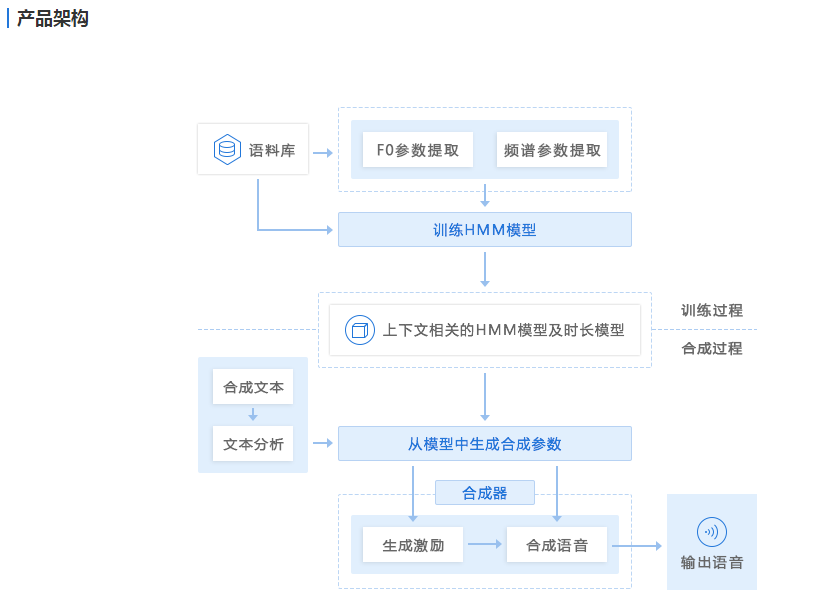 产品架构
语料库
F0参数提取
频谱参数提取
训练HMM模型
上下文相关的HMM模型及时长模型
训练过程
合成过程
合成文本
文本分析
从模型中生成合成参数
合成器
生成激励
合成语音
输出语音